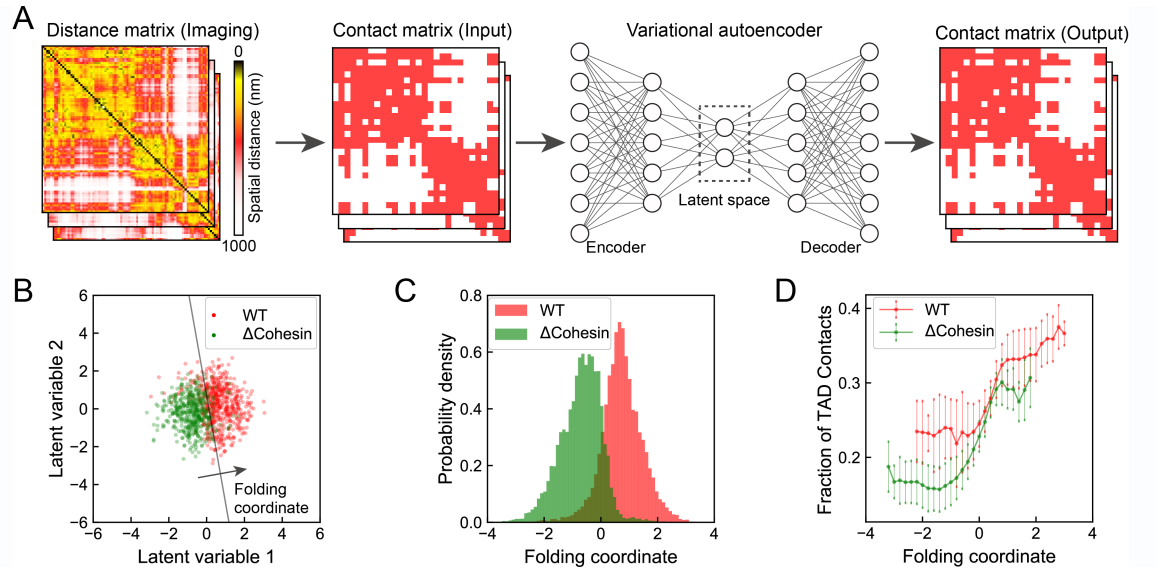 A
Distance matrix (Imaging)
0
Spatial distance (nm)
1000
Contact matrix (Input)
Variational autoencoder
Latent space
Encoder
Decoder
Contact matrix (Output)
B
6
4
2
0
−2
−4
−6
−6
−4
−2
0
2
4
6
Latent variable 2
Latent variable 1
WT
ΔCohesin
Folding
coordinate
C
0.8
0.6
0.4
0.2
0.0
−4
−2
0
2
4
Probability density
Folding coordinate
WT
ΔCohesin
D
0.4
0.3
0.2
−4
−2
0
2
4
Fraction of TAD Contacts
Folding coordinate
WT
ΔCohesin